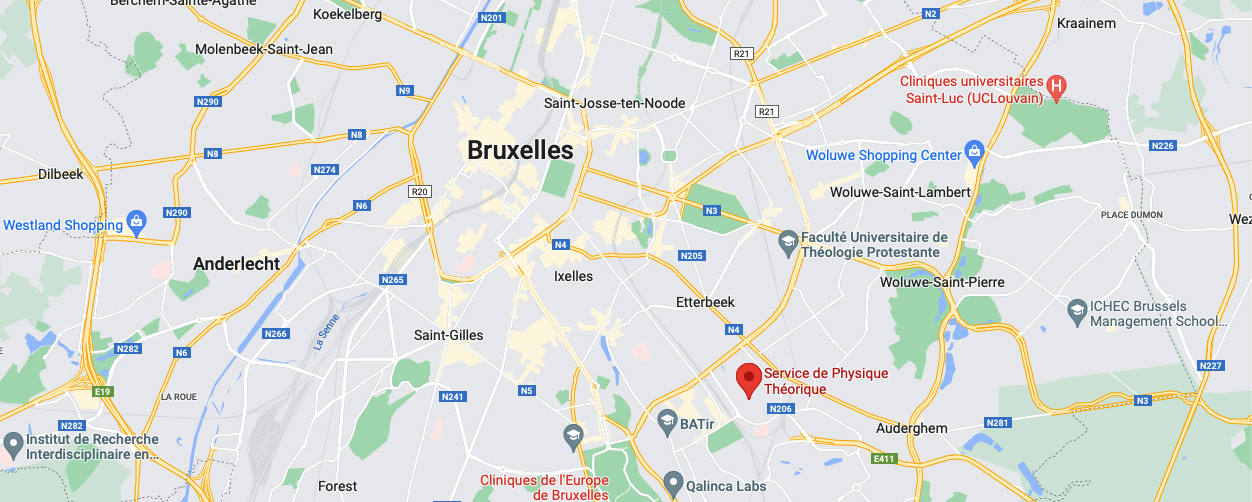 Berchem-Sainte-Agathe
Koekelberg
N201
N2
Kraainem
Molenbeek-Saint-Jean
R21
Cliniques universitaires
Saint-Luc (UCLouvain)
H
N9
N290
Saint-Josse-ten-Noode
R21
N8
N8
Bruxelles
Woluwe Shopping Center
N226
N274
Dilbeek
R20
Woluwe-Saint-Lambert
N6
N290
N3
PLACE DUMON
Westland Shopping
Wez
Faculté Universitaire de
Théologie Protestante
N4
N205
Anderlecht
Ixelles
N265
Woluwe-Saint-Pierre
Etterbeek
ICHEC Brussels
Management School...
La Senne
N266
Saint-Gilles
N4
N282
N6
N227
Service de Physique
Théorique
E19
LA ROUE
N241
N5
N206
N3
N282
BATir
N281
Auderghem
Institut de Recherche
Interdisciplinaire en...
E411
Forest
Cliniques de l'Europe
de Bruxelles
Qalinca Labs